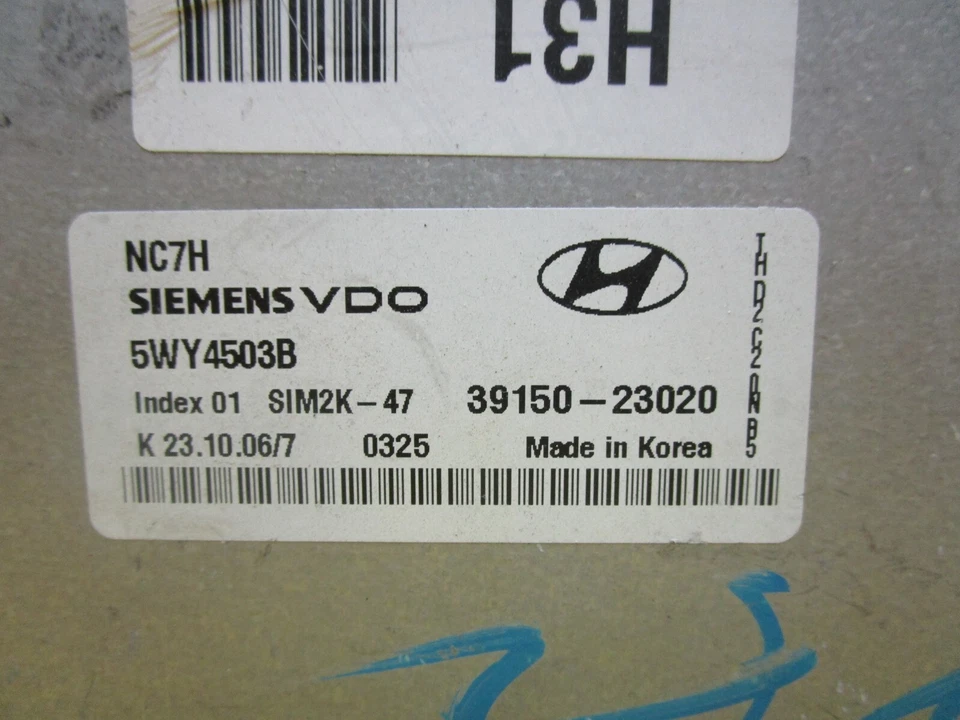 H31
NC7H
SIEMENS VDO
5WY4503B
Index 01 SIM2K-47 39150-23020
K 23.10.06/7 0325 Made in Korea
THD2C2ANB5